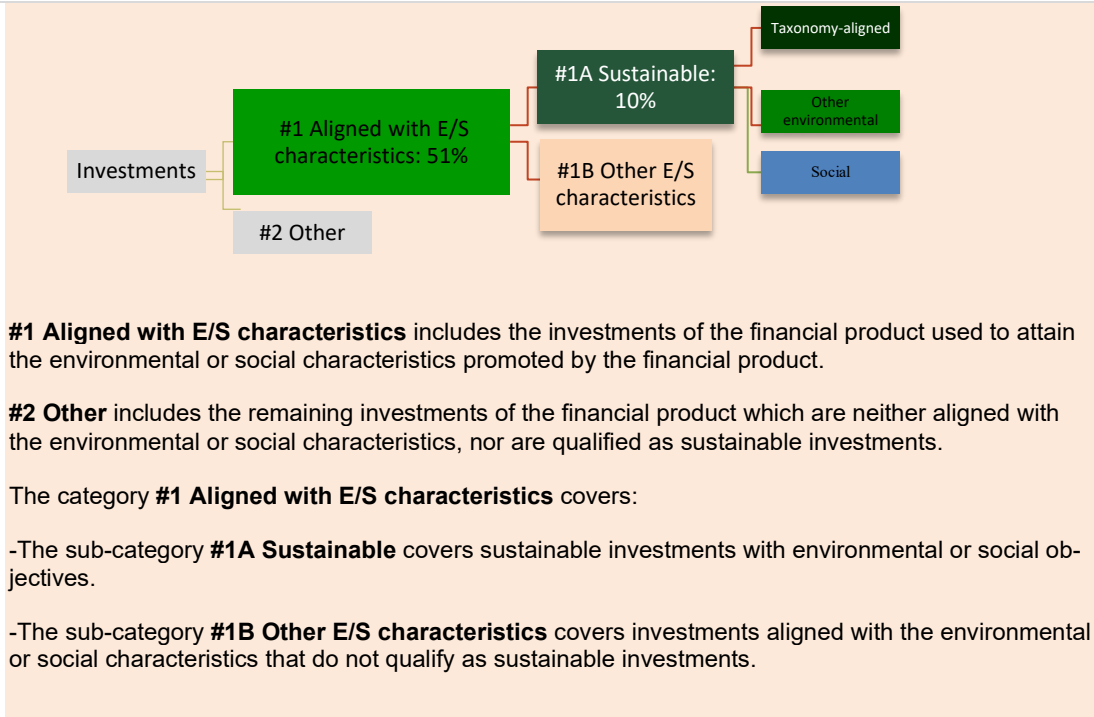 Taxonomy-aligned
#1A Sustainable:
10%
Other
environmental
#1 Aligned with E/S
characteristics: 51%
Investments
#1B Other E/S
characteristics
Social
#2 Other
#1 Aligned with E/S characteristics includes the investments of the financial product used to attain
the environmental or social characteristics promoted by the financial product.
#2 Other includes the remaining investments of the financial product which are neither aligned with
the environmental or social characteristics, nor are qualified as sustainable investments.
The category #1 Aligned with E/S characteristics covers:
-The sub-category #1A Sustainable covers sustainable investments with environmental or social ob-
jectives.
-The sub-category #1B Other E/S characteristics covers investments aligned with the environmental
or social characteristics that do not qualify as sustainable investments.